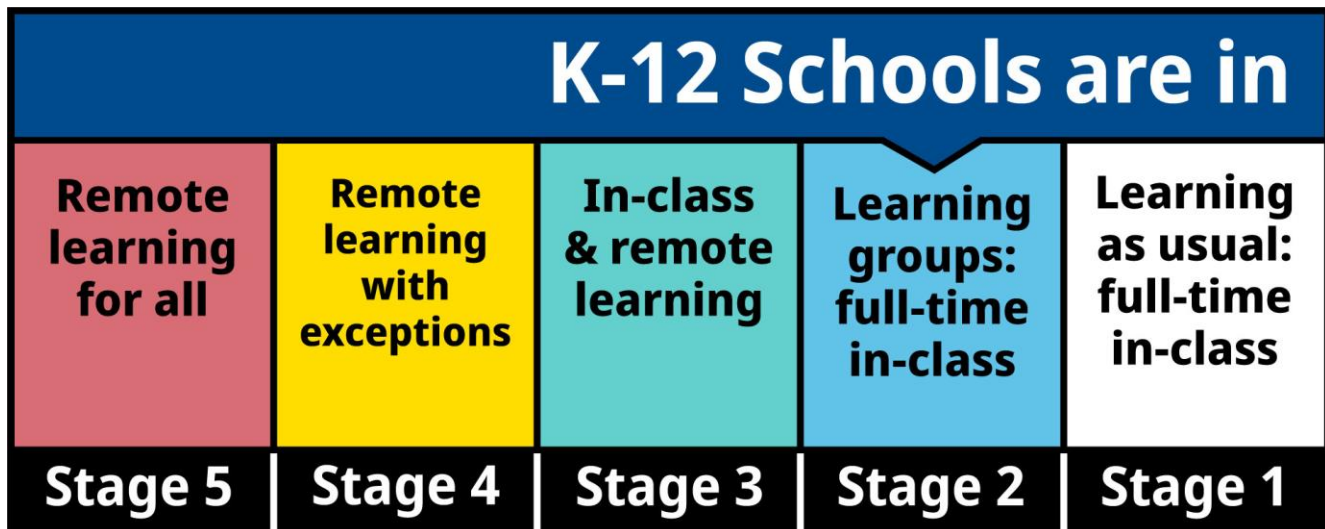 K-12 Schools are in
Remote
learning
for all
Remote
learning
with
exceptions
In-class
& remote
learning
Learning
groups:
full-time
in-class
Learning
as usual:
full-time
in-class
Stage 5
Stage 4
Stage 3
Stage 2
Stage 1